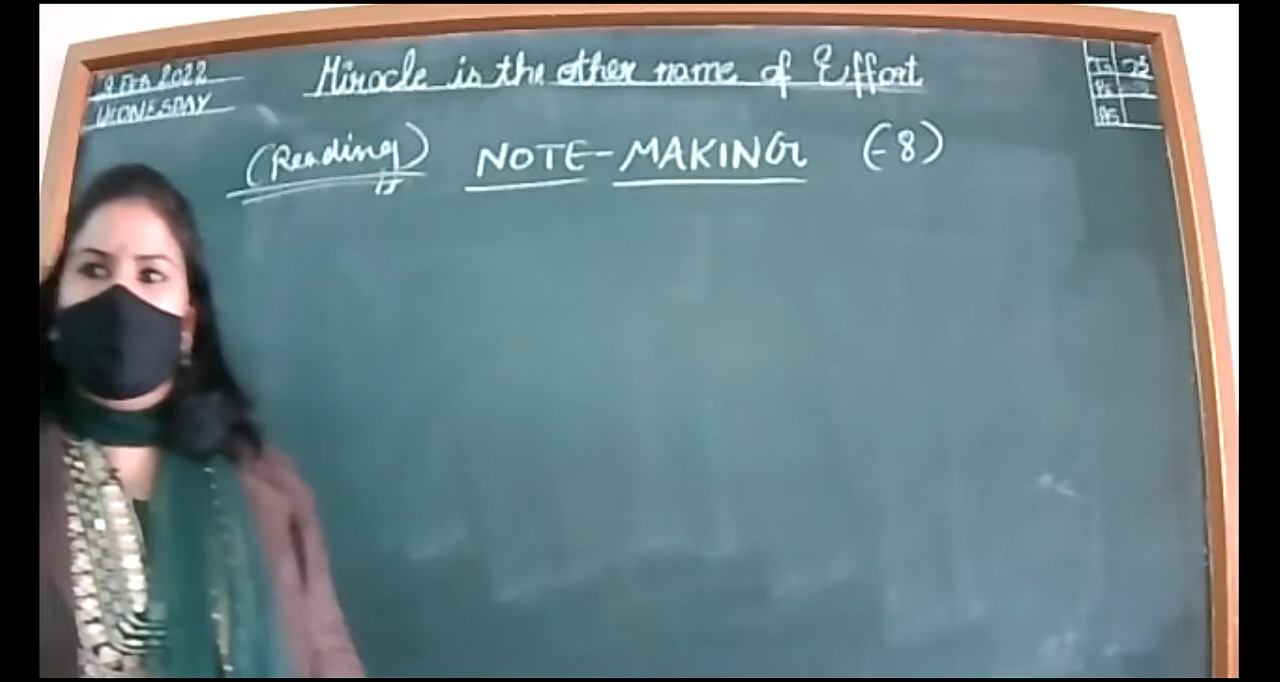 9 FEB 2022
WEDNESDAY
Miracle is the other name of Effort
(Reading) NOTE-MAKING (-8)